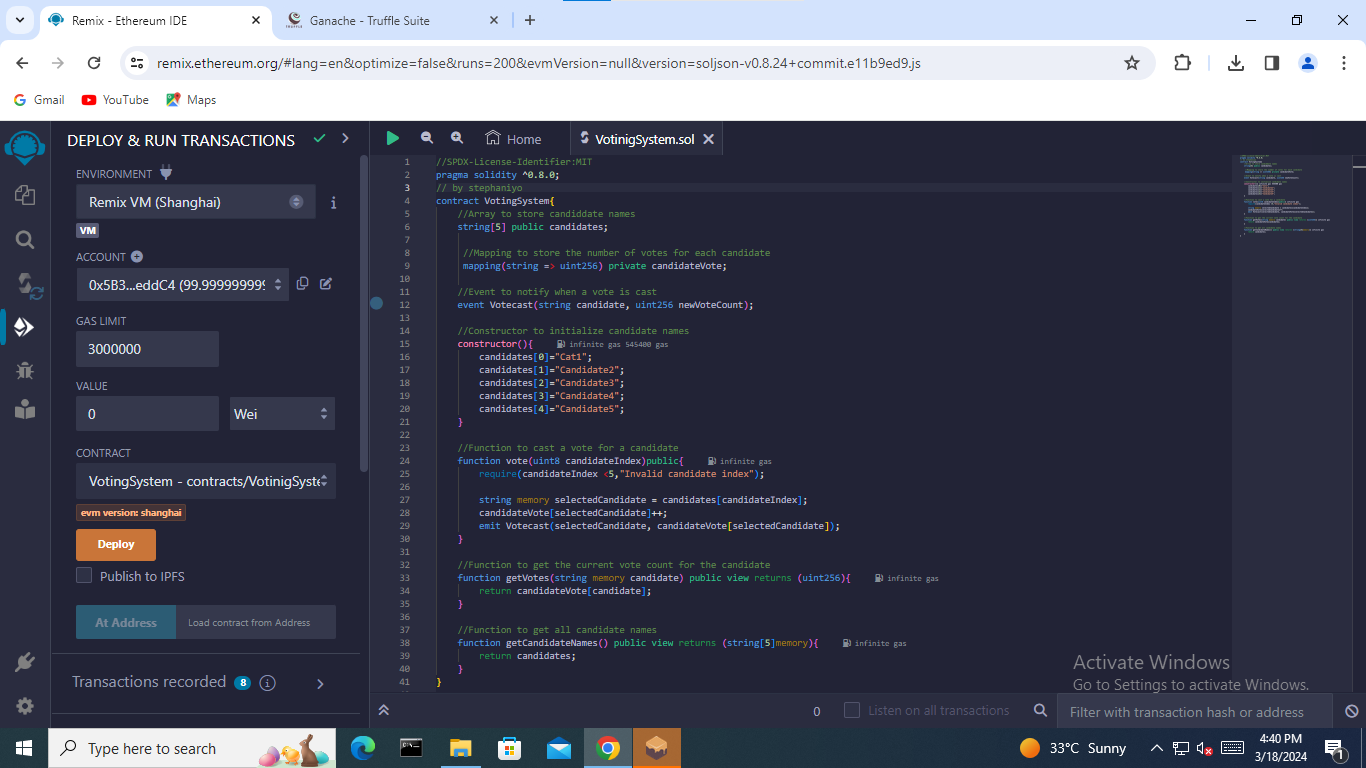 Remix - Ethereum IDE
Ganache - Truffle Suite
remix.ethereum.org/#lang=en&optimize=false&runs=200&evmVersion=null&version=soljson-v0.8.24+commit.e11b9ed9.js
Gmail
YouTube
Maps
DEPLOY & RUN TRANSACTIONS
ENVIRONMENT
Remix VM (Shanghai)
VM
ACCOUNT
0x5B3...eddC4 (99.9999999999
GAS LIMIT
3000000
VALUE
0
Wei
CONTRACT
VotingSystem - contracts/VotinigSyste
evm version: shanghai
Deploy
Publish to IPFS
At Address
Load contract from Address
Transactions recorded 8
Home
VotinigSystem.sol
1 //SPDX-License-Identifier:MIT
2 pragma solidity ^0.8.0;
3 // by stephaniyo
4 contract VotingSystem{
5 //Array to store candiddate names
6 string[5] public candidates;
7
8 //Mapping to store the number of votes for each candidate
9 mapping(string => uint256) private candidateVote;
10
11 //Event to notify when a vote is cast
12 event Votecast(string candidate, uint256 newVoteCount);
13
14 //Constructor to initialize candidate names
15 constructor(){ infinite gas 545400 gas
16 candidates[0]="Cat1";
17 candidates[1]="Candidate2";
18 candidates[2]="Candidate3";
19 candidates[3]="Candidate4";
20 candidates[4]="Candidate5";
21 }
22
23 //Function to cast a vote for a candidate
24 function vote(uint8 candidateIndex)public{ infinite gas
25 require(candidateIndex <5,"Invalid candidate index");
26
27 string memory selectedCandidate = candidates[candidateIndex];
28 candidateVote[selectedCandidate]++;
29 emit Votecast(selectedCandidate, candidateVote[selectedCandidate]);
30 }
31
32 //Function to get the current vote count for the candidate
33 function getVotes(string memory candidate) public view returns (uint256){ infinite gas
34 return candidateVote[candidate];
35 }
36
37 //Function to get all candidate names
38 function getCandidateNames() public view returns (string[5]memory){ infinite gas
39 return candidates;
40 }
41 }
Activate Windows
Go to Settings to activate Windows.
0
Listen on all transactions
Filter with transaction hash or address
Type here to search
33°C Sunny
4:40 PM
3/18/2024
1